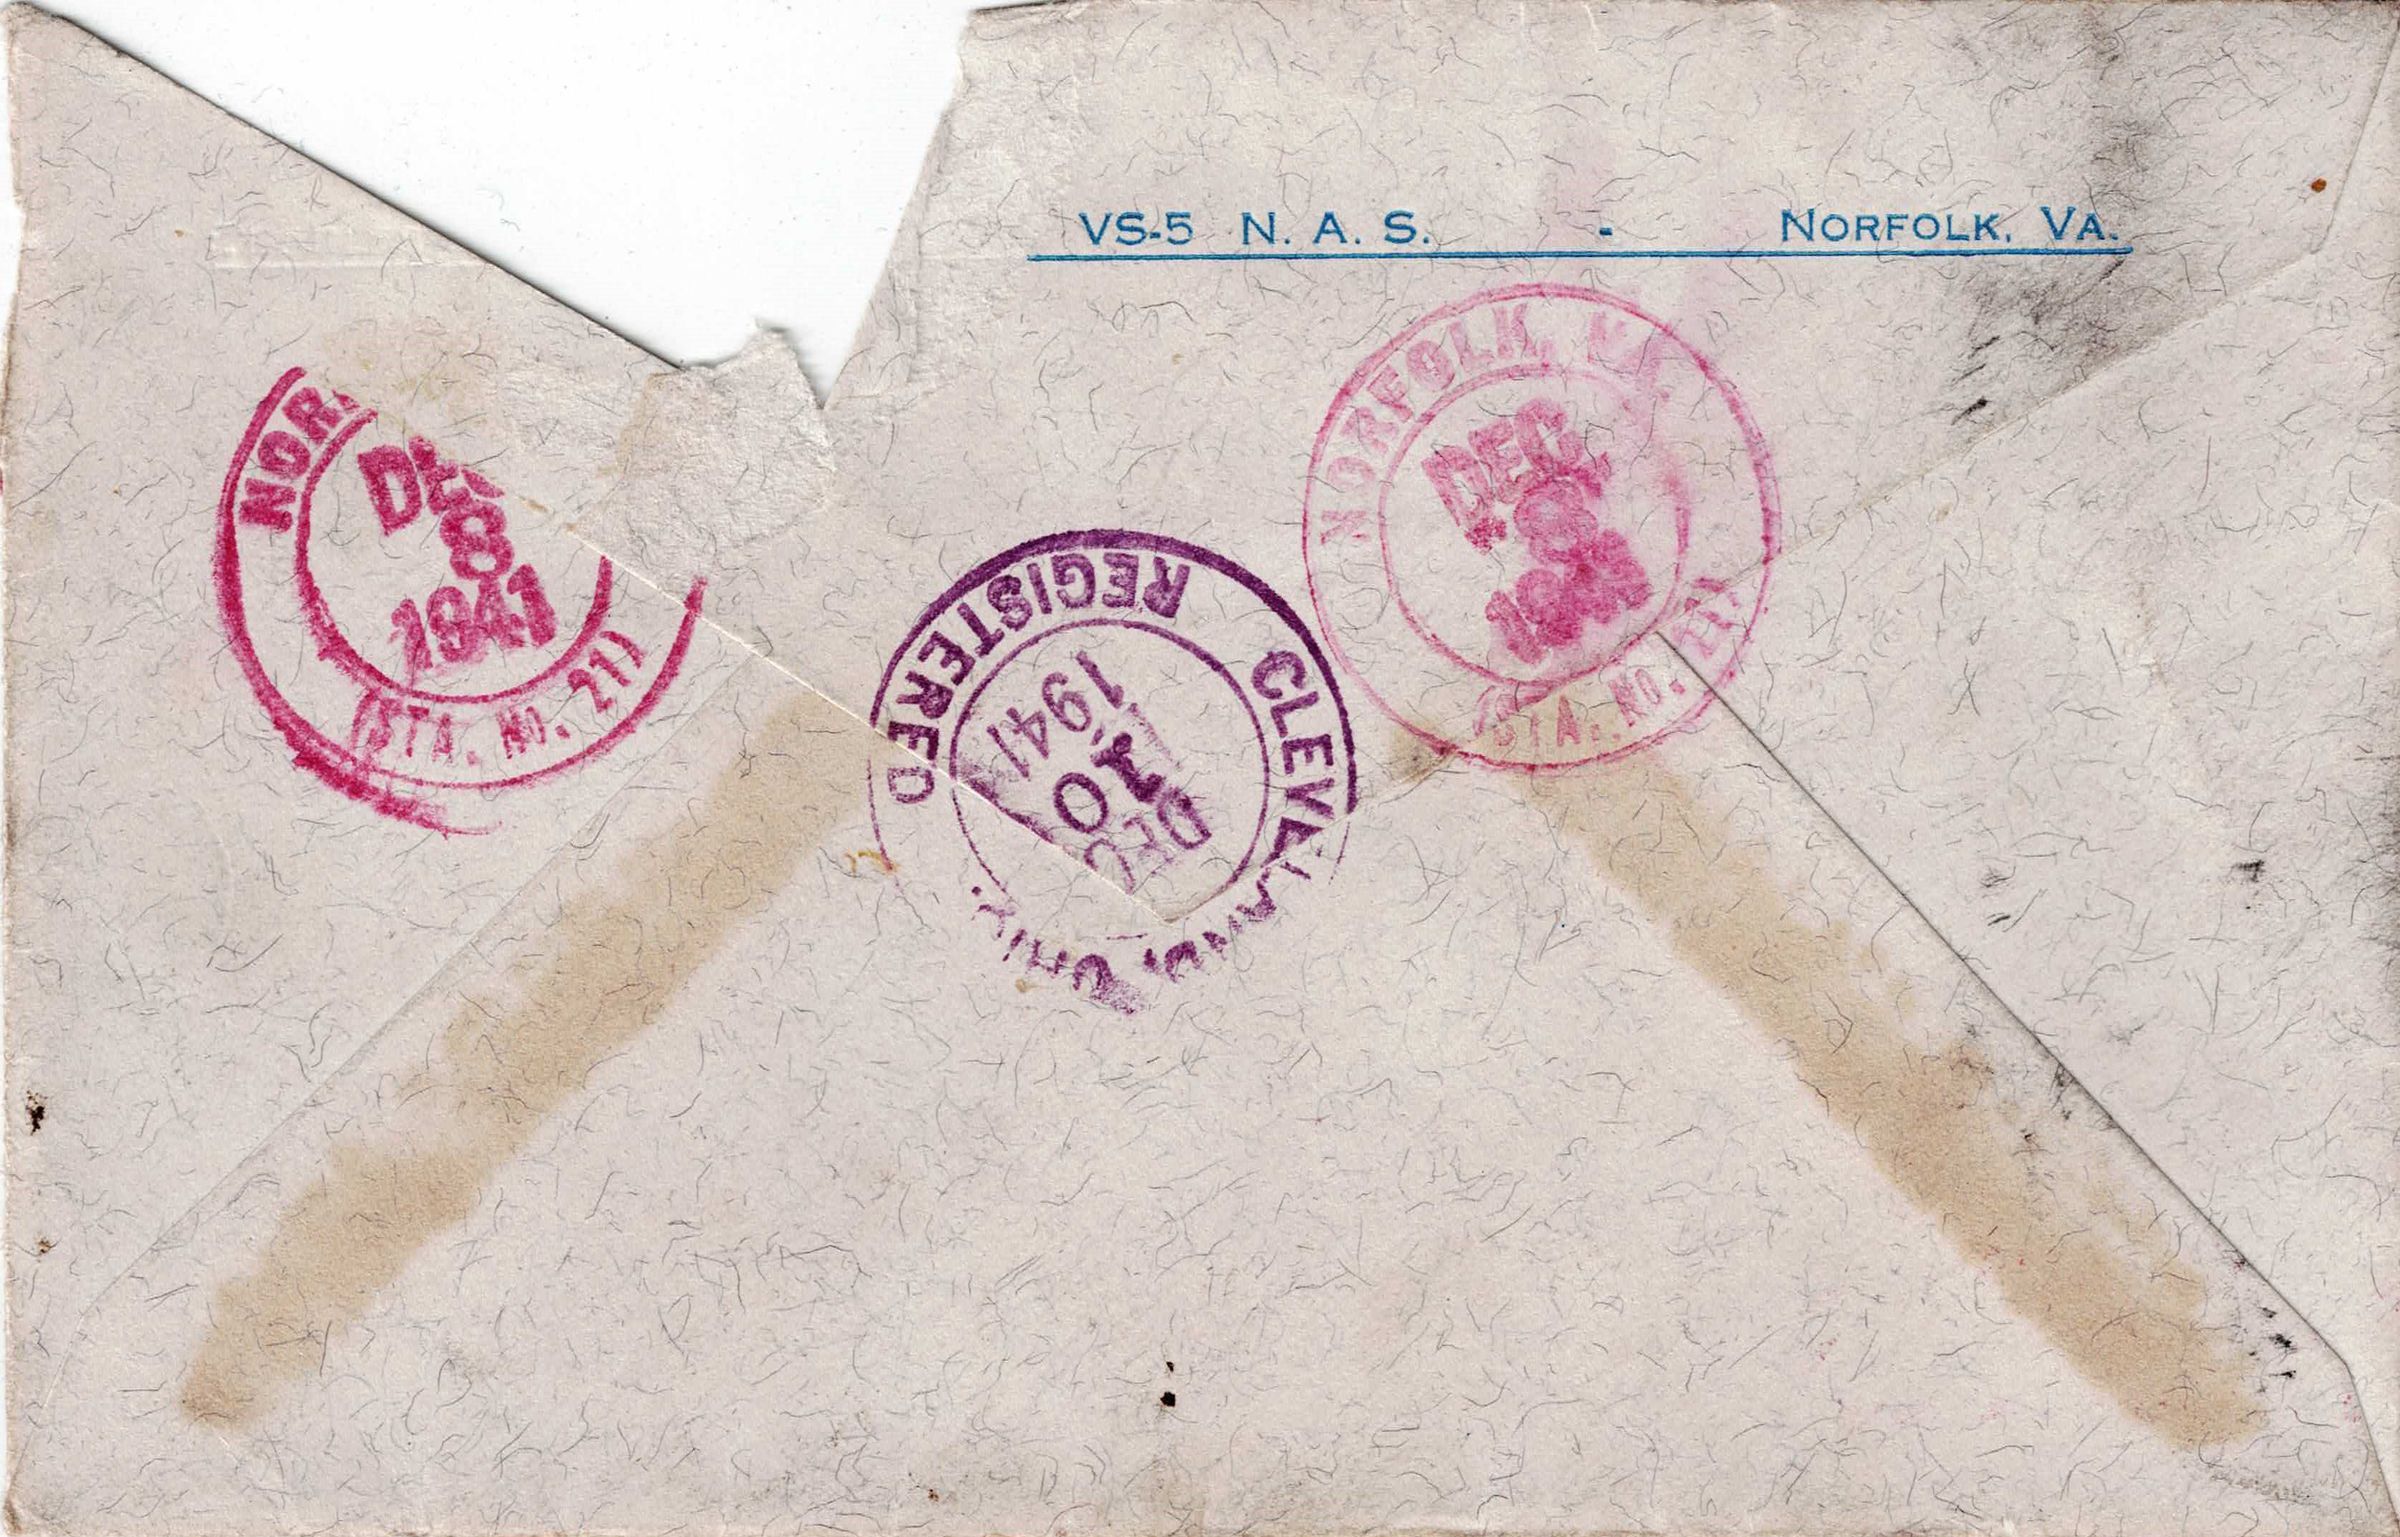 VS-5 N. A. S. - NORFOLK, VA.
NORFOLK, VA.
DEC
8
(STA. NO.
NOR
DEC
8
1941
(STA. NO. 21)
CLEVELAND, OHIO
REGISTERED
DEC
10
1941